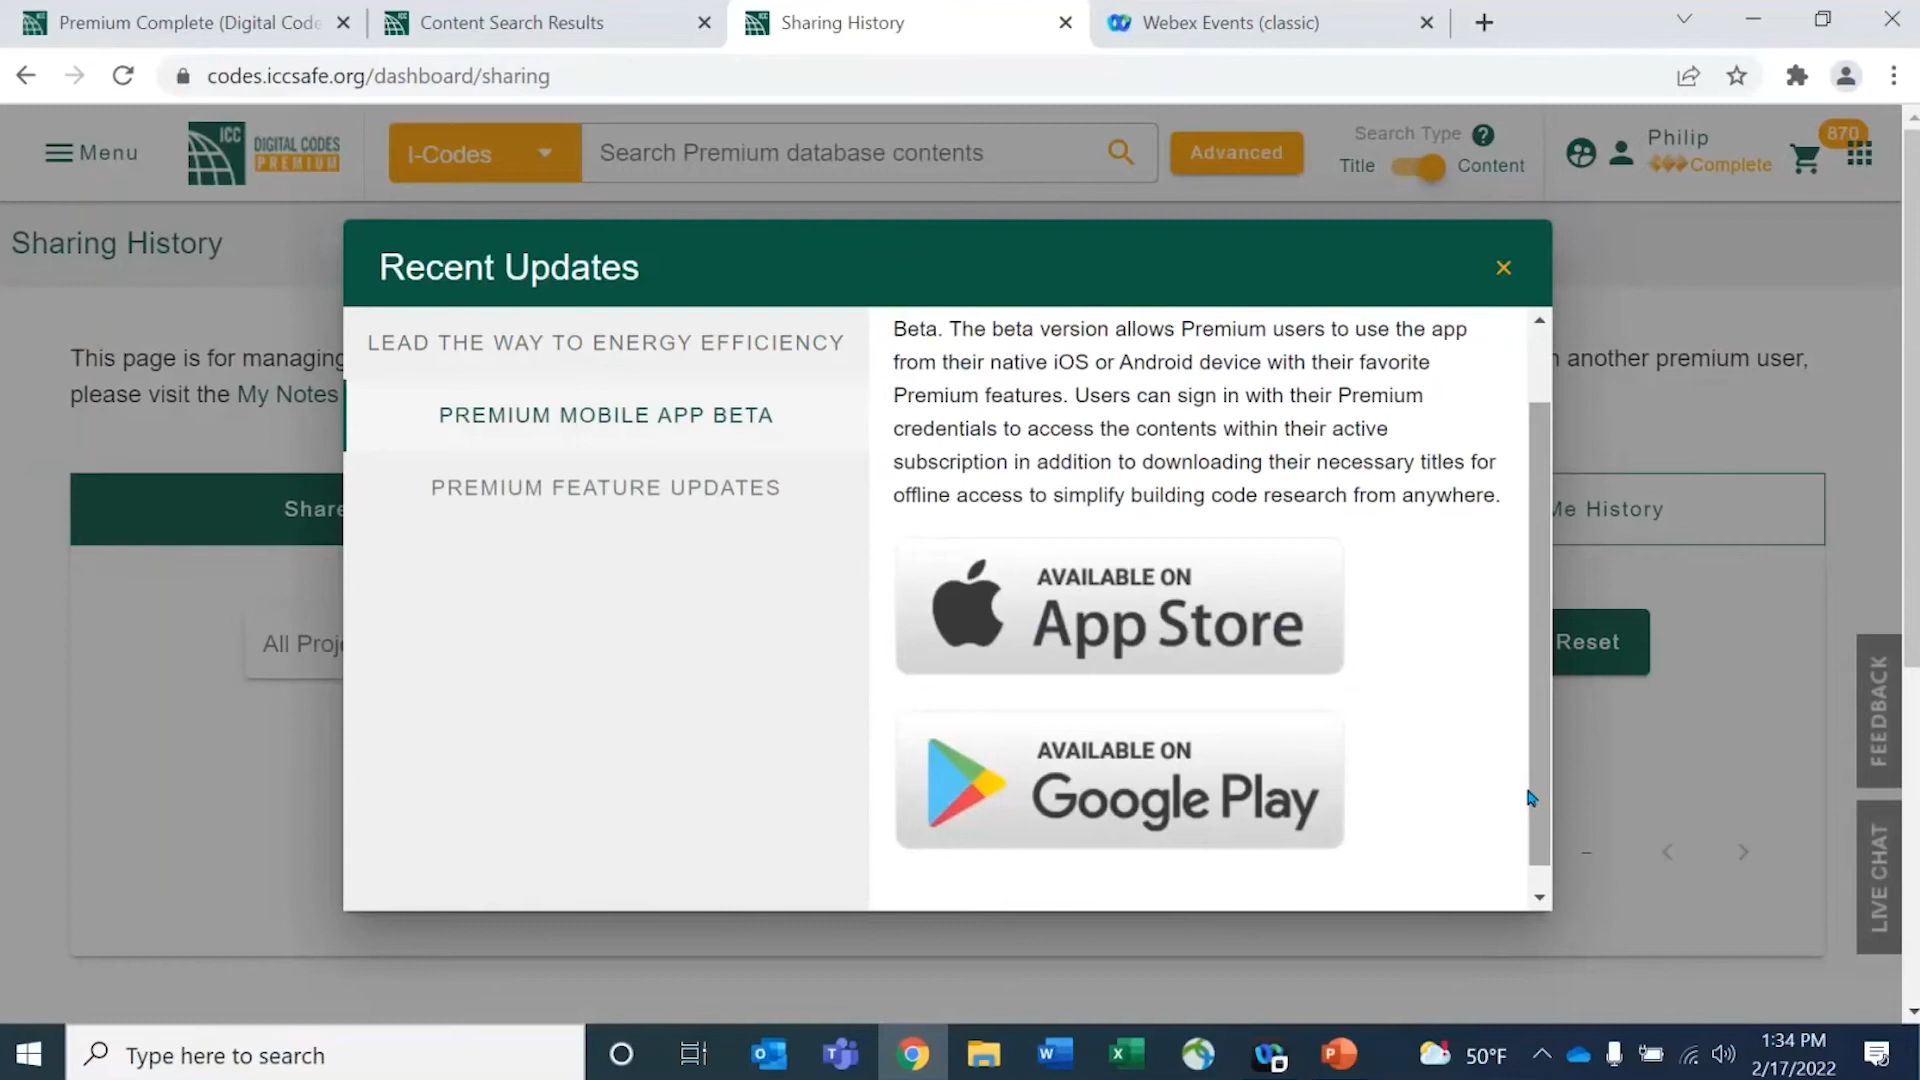 Premium Complete (Digital Code
Content Search Results
Sharing History
Webex Events (classic)
codes.iccsafe.org/dashboard/sharing
Menu
ICC
DIGITAL CODES
PREMIUM
I-Codes
Search Premium database contents
Advanced
Search Type ?
Title
Content
Philip
Complete
870
Sharing History
Recent Updates
This page is for managing
n another premium user,
please visit the My Notes
LEAD THE WAY TO ENERGY EFFICIENCY
PREMIUM MOBILE APP BETA
PREMIUM FEATURE UPDATES
Beta. The beta version allows Premium users to use the app
from their native iOS or Android device with their favorite
Premium features. Users can sign in with their Premium
credentials to access the contents within their active
subscription in addition to downloading their necessary titles for
offline access to simplify building code research from anywhere.
AVAILABLE ON
App Store
AVAILABLE ON
Google Play
Share
Me History
All Proj
Reset
–
FEEDBACK
LIVE CHAT
Type here to search
50°F
1:34 PM
2/17/2022